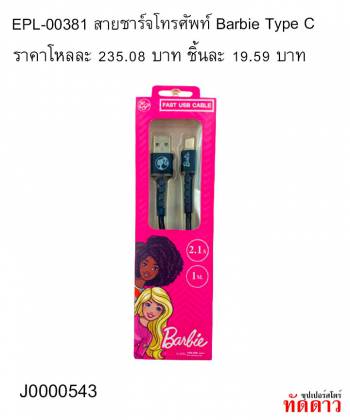 EPL-00381 สายชาร์จโทรศัพท์ Barbie Type C
ราคาโหลละ 235.08 บาท ชิ้นละ 19.59 บาท
FAST USB CABLE
Barbie
2.1A
1M.
Barbie
J0000543
ซุปเปอร์สโตร์
ทัดดาว